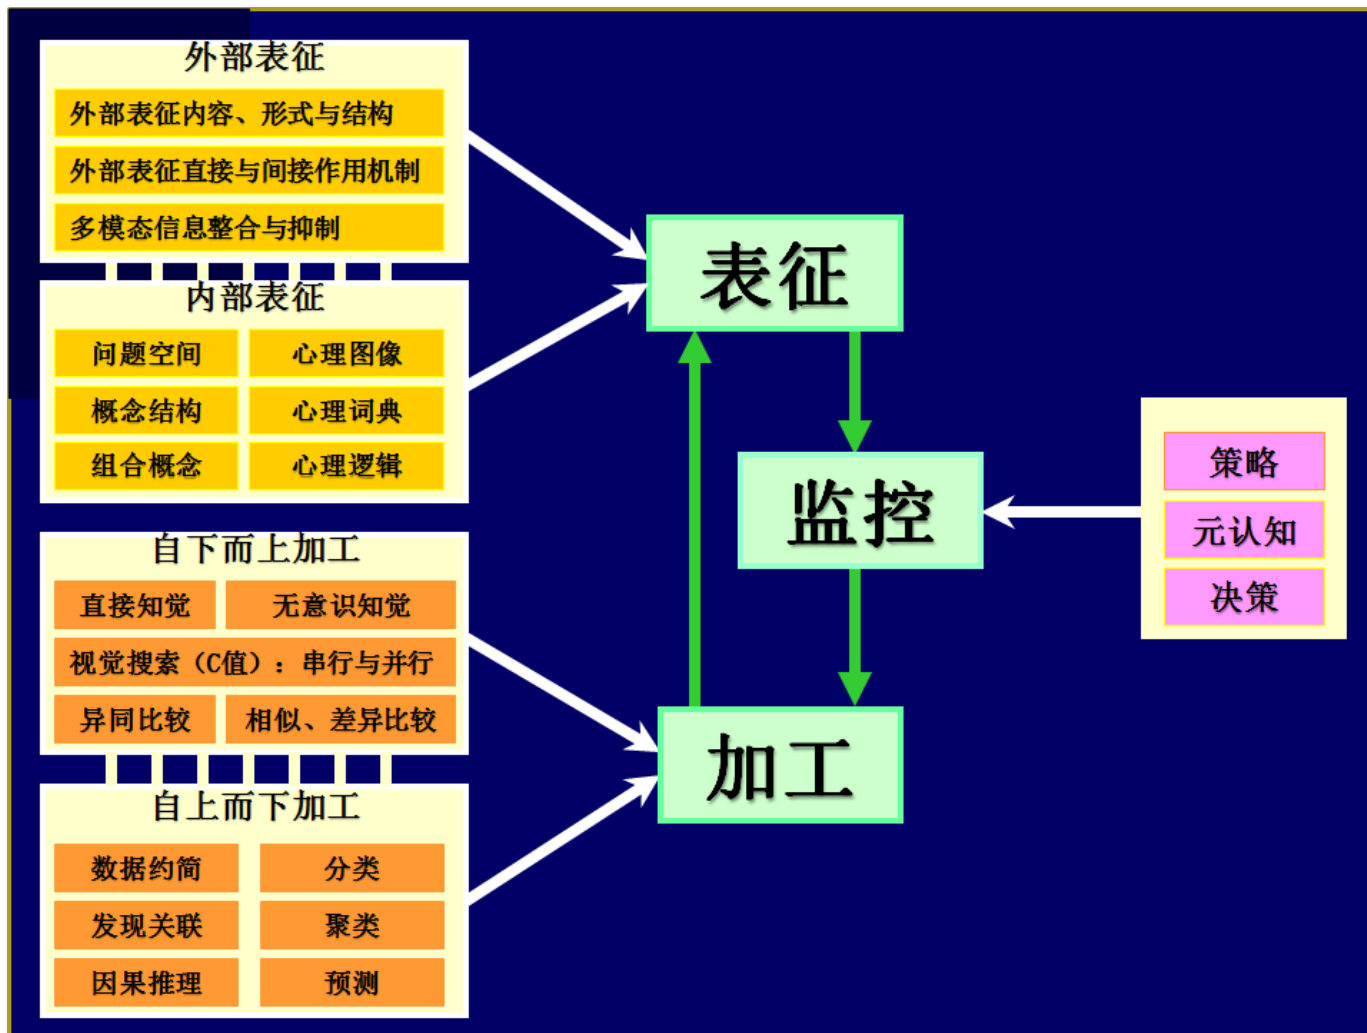 外部表征
外部表征内容、形式与结构
外部表征直接与间接作用机制
多模态信息整合与抑制
内部表征
问题空间
心理图像
概念结构
心理词典
组合概念
心理逻辑
自下而上加工
直接知觉
无意识知觉
视觉搜索（C值）：串行与并行
异同比较
相似、差异比较
自上而下加工
数据约简
分类
发现关联
聚类
因果推理
预测
表征
监控
加工
策略
元认知
决策